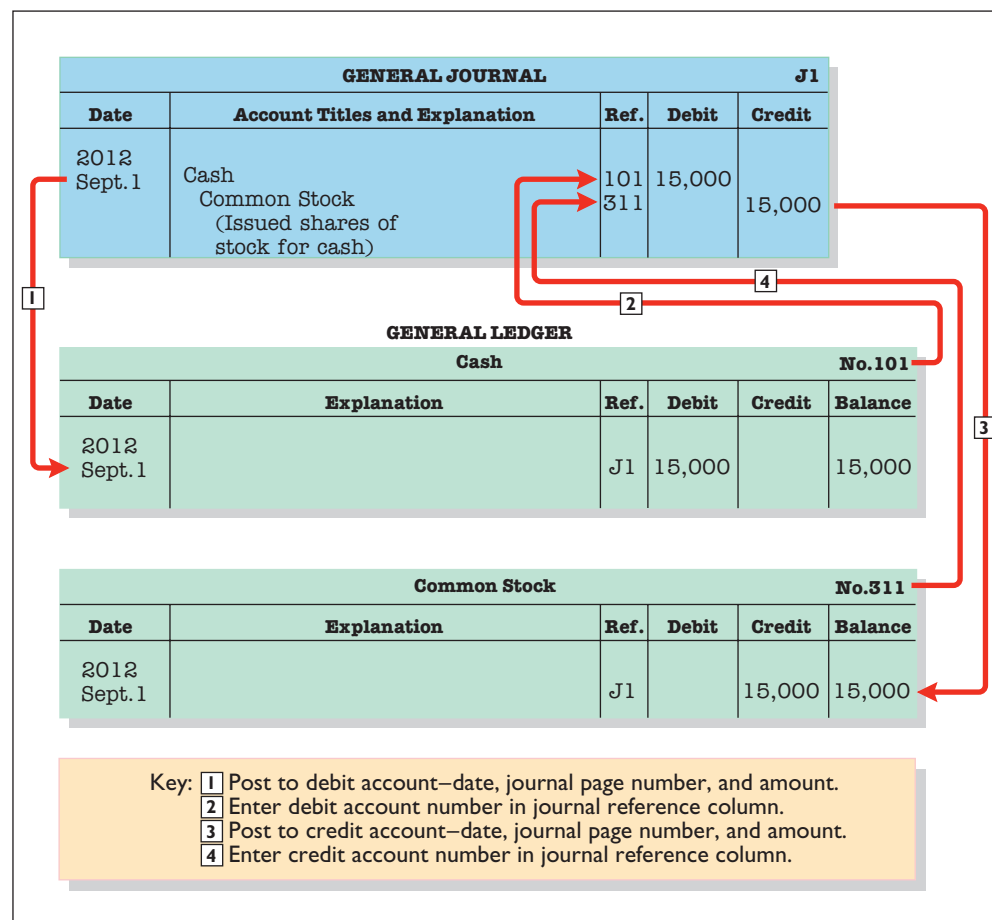 GENERAL JOURNAL J1
Date Account Titles and Explanation Ref. Debit Credit
2012
Sept.1 Cash 101 15,000
Common Stock 311 15,000
(Issued shares of
stock for cash)
1
4
2
GENERAL LEDGER
Cash No.101
Date Explanation Ref. Debit Credit Balance
3
2012
Sept.1 J1 15,000 15,000
Common Stock No.311
Date Explanation Ref. Debit Credit Balance
2012
Sept.1 J1 15,000 15,000
Key: 1 Post to debit account–date, journal page number, and amount.
2 Enter debit account number in journal reference column.
3 Post to credit account–date, journal page number, and amount.
4 Enter credit account number in journal reference column.